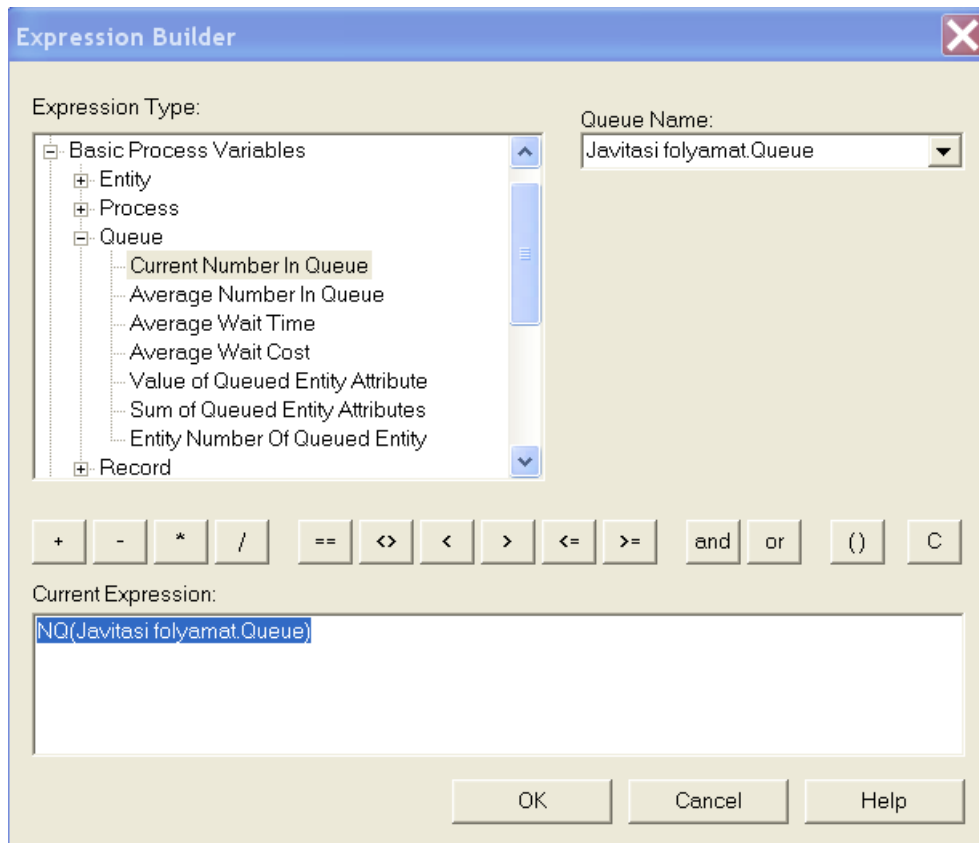 Expression Builder
Expression Type:
Basic Process Variables
Entity
Process
Queue
Current Number In Queue
Average Number In Queue
Average Wait Time
Average Wait Cost
Value of Queued Entity Attribute
Sum of Queued Entity Attributes
Entity Number Of Queued Entity
Record
Queue Name:
Javitasi folyamat.Queue
+ - * / == <> < > <= >= and or () C
Current Expression:
NQ(Javitasi folyamat.Queue)
OK Cancel Help